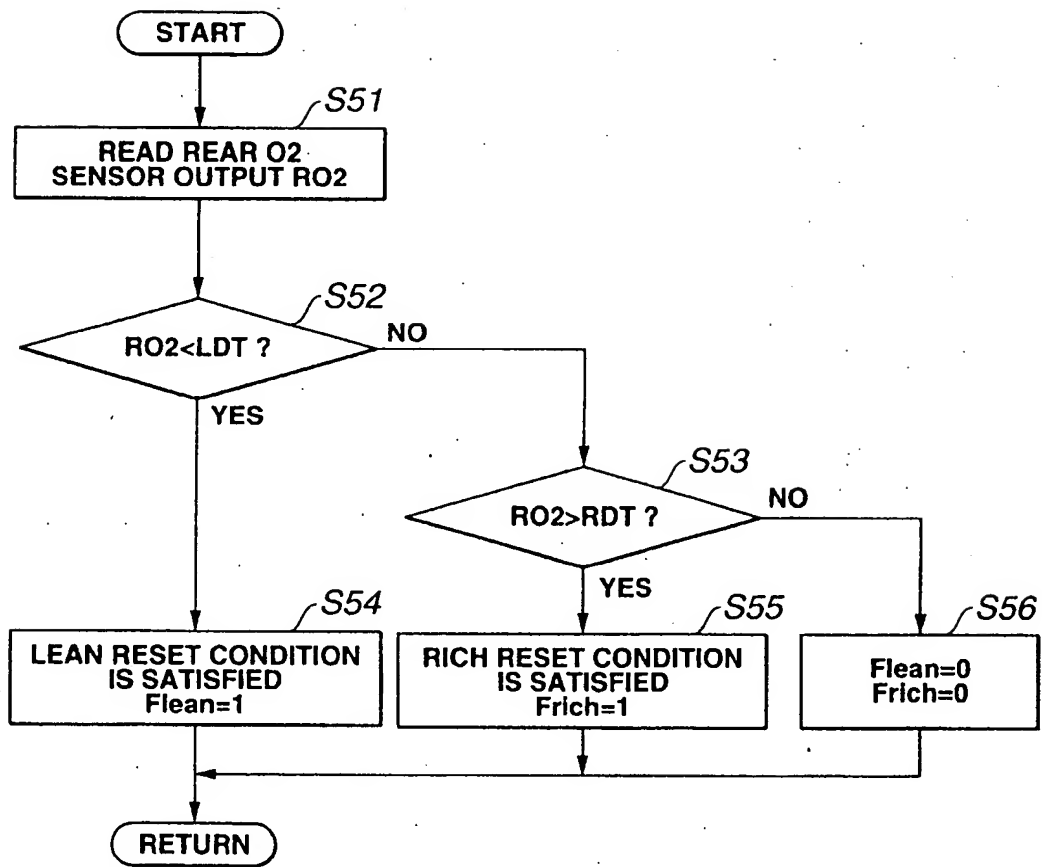 START
S51
READ REAR O2
SENSOR OUTPUT RO2
S52
RO2<LDT ?
NO
YES
S53
RO2>RDT ?
NO
YES
S54
LEAN RESET CONDITION
IS SATISFIED
Flean=1
S55
RICH RESET CONDITION
IS SATISFIED
Frich=1
S56
Flean=0
Frich=0
RETURN